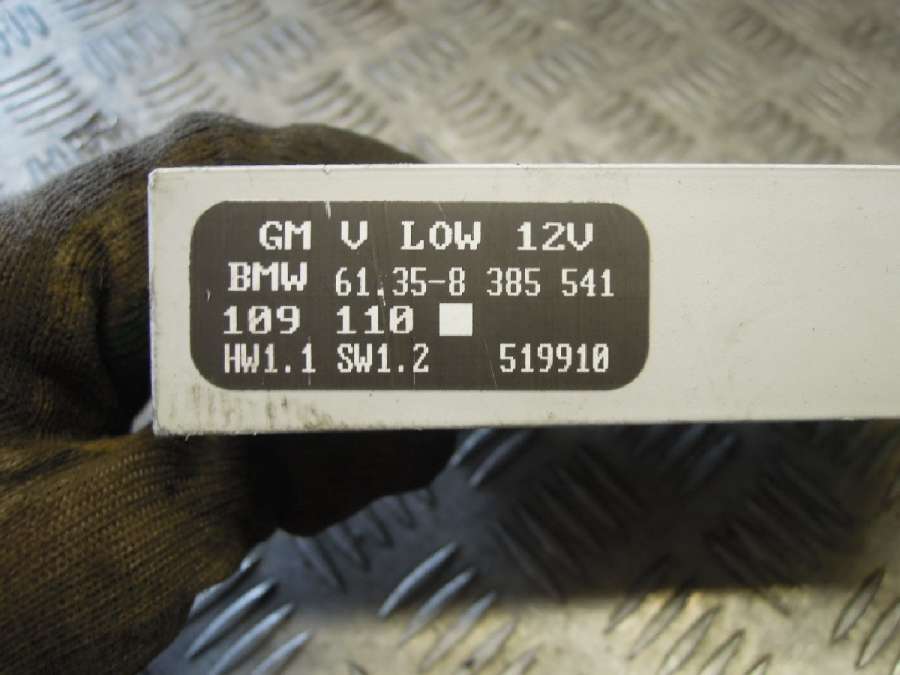 GM V LOW 12V
BMW 61.35-8 385 541
109 110
HW1.1 SW1.2 519910